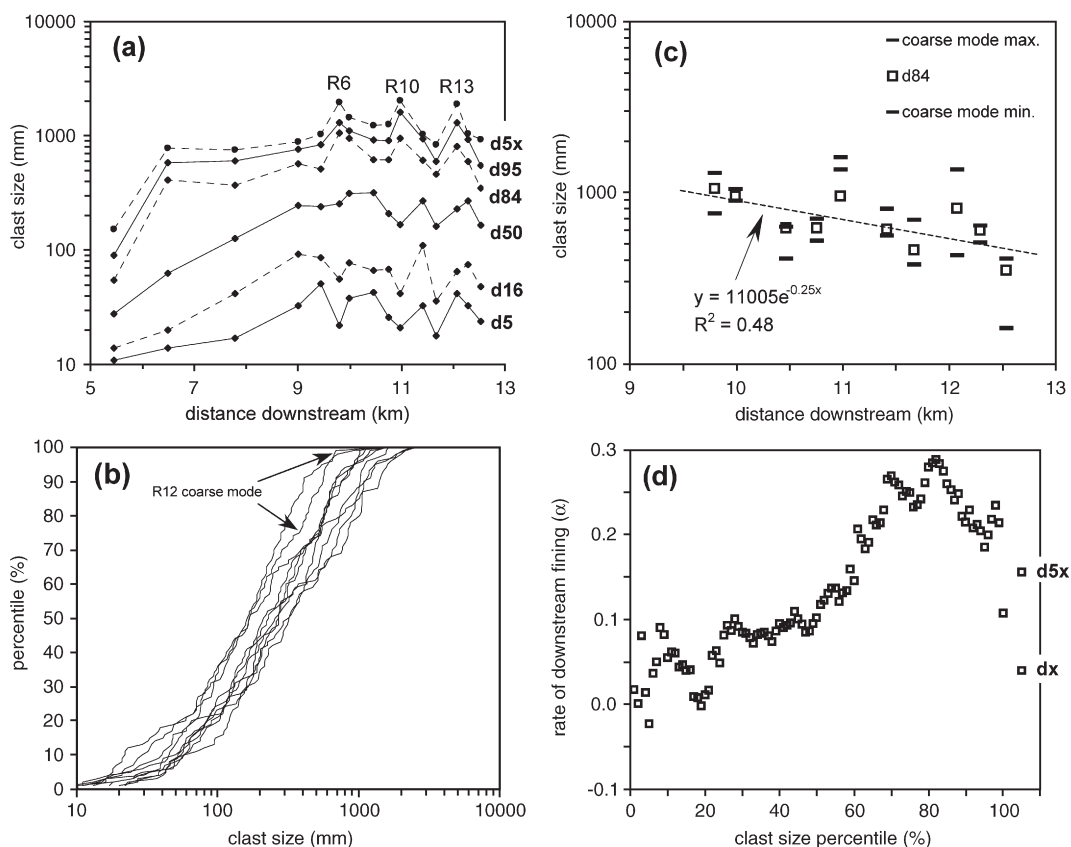 (a)
10000
1000
100
10
clast size (mm)
R6 R10 R13
d5x
d95
d84
d50
d16
d5
5 7 9 11 13
distance downstream (km)
(c)
10000
1000
100
clast size (mm)
coarse mode max.
d84
coarse mode min.
y = 11005e^-0.25x
R² = 0.48
9 10 11 12 13
distance downstream (km)
(b)
100
90
80
70
60
50
40
30
20
10
0
percentile (%)
R12 coarse mode
10 100 1000 10000
clast size (mm)
(d)
0.3
0.2
0.1
0.0
-0.1
rate of downstream fining (α)
d5x
dx
0 20 40 60 80 100
clast size percentile (%)